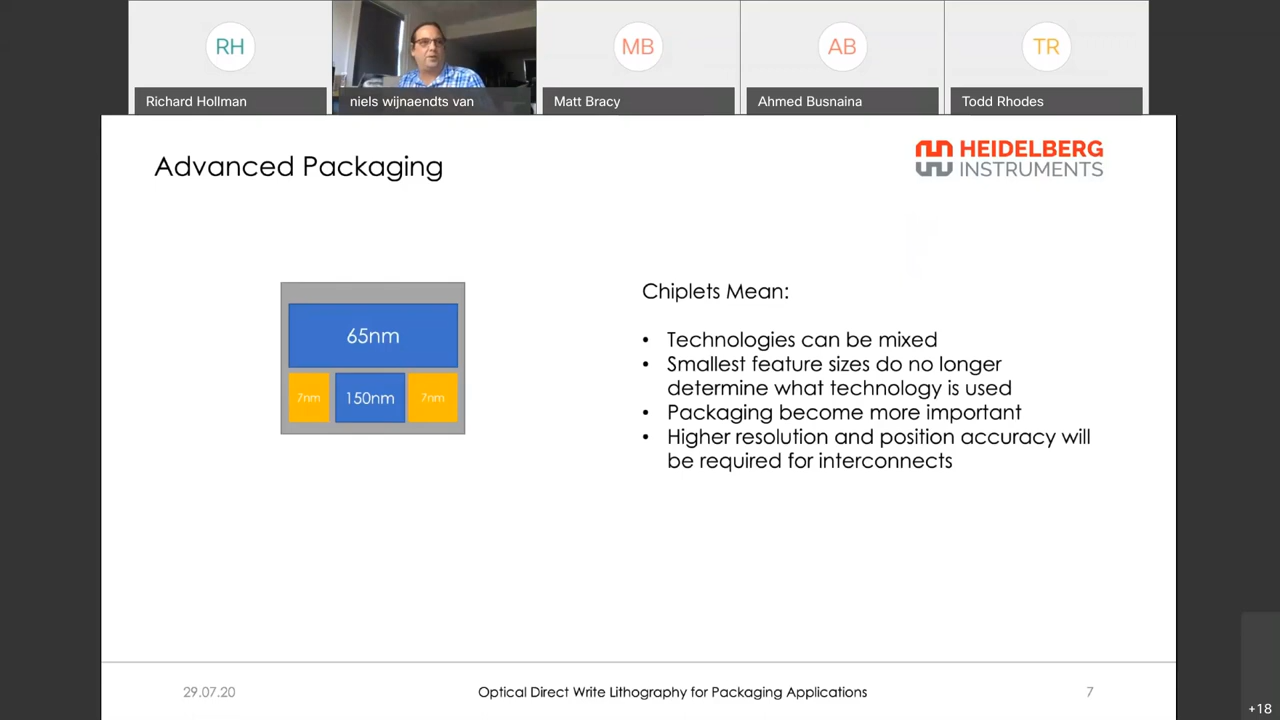 RH
MB
AB
TR
Richard Hollman
niels wijnaendts van
Matt Bracy
Ahmed Busnaina
Todd Rhodes
Advanced Packaging
HEIDELBERG
INSTRUMENTS
65nm
7nm
150nm
7nm
Chiplets Mean:
• Technologies can be mixed
• Smallest feature sizes do no longer
determine what technology is used
• Packaging become more important
• Higher resolution and position accuracy will
be required for interconnects
29.07.20
Optical Direct Write Lithography for Packaging Applications
7
+18